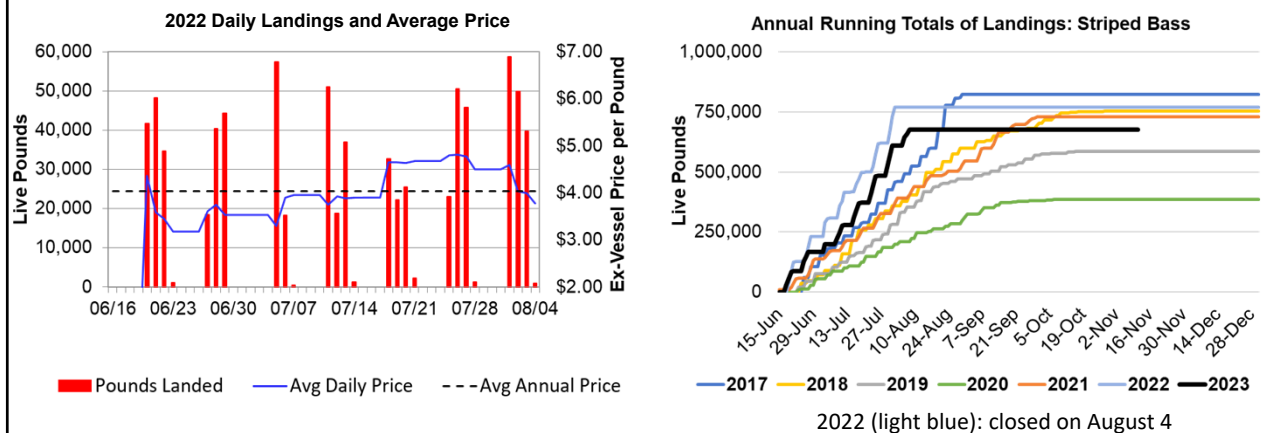 2022 Daily Landings and Average Price
60,000
50,000
40,000
30,000
20,000
10,000
0
Live Pounds
$7.00
$6.00
$5.00
$4.00
$3.00
$2.00
Ex-Vessel Price per Pound
06/16 06/23 06/30 07/07 07/14 07/21 07/28 08/04
Pounds Landed Avg Daily Price Avg Annual Price
Annual Running Totals of Landings: Striped Bass
1,000,000
750,000
500,000
250,000
0
Live Pounds
15-Jun 29-Jun 13-Jul 27-Jul 10-Aug 24-Aug 7-Sep 21-Sep 5-Oct 19-Oct 2-Nov 16-Nov 30-Nov 14-Dec 28-Dec
2017 2018 2019 2020 2021 2022 2023
2022 (light blue): closed on August 4